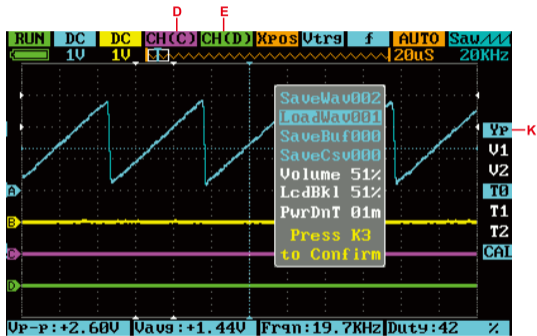 D E
RUN DC DC CH(C) CH(D) Xpos Vtrg ƒ AUTO Saw
1V 1V 20uS 20KHz
SaveWav002
LoadWav001
SaveBuf000
SaveCsv000
Volume 51%
LcdBkl 51%
PwrDnT 01m
Press K3
to Confirm
YP K
V1
V2
T0
T1
T2
CAL
A
B
C
D
Vp-p:+2.60V Vavg:+1.44V Frqn:19.7KHz Duty:42 %